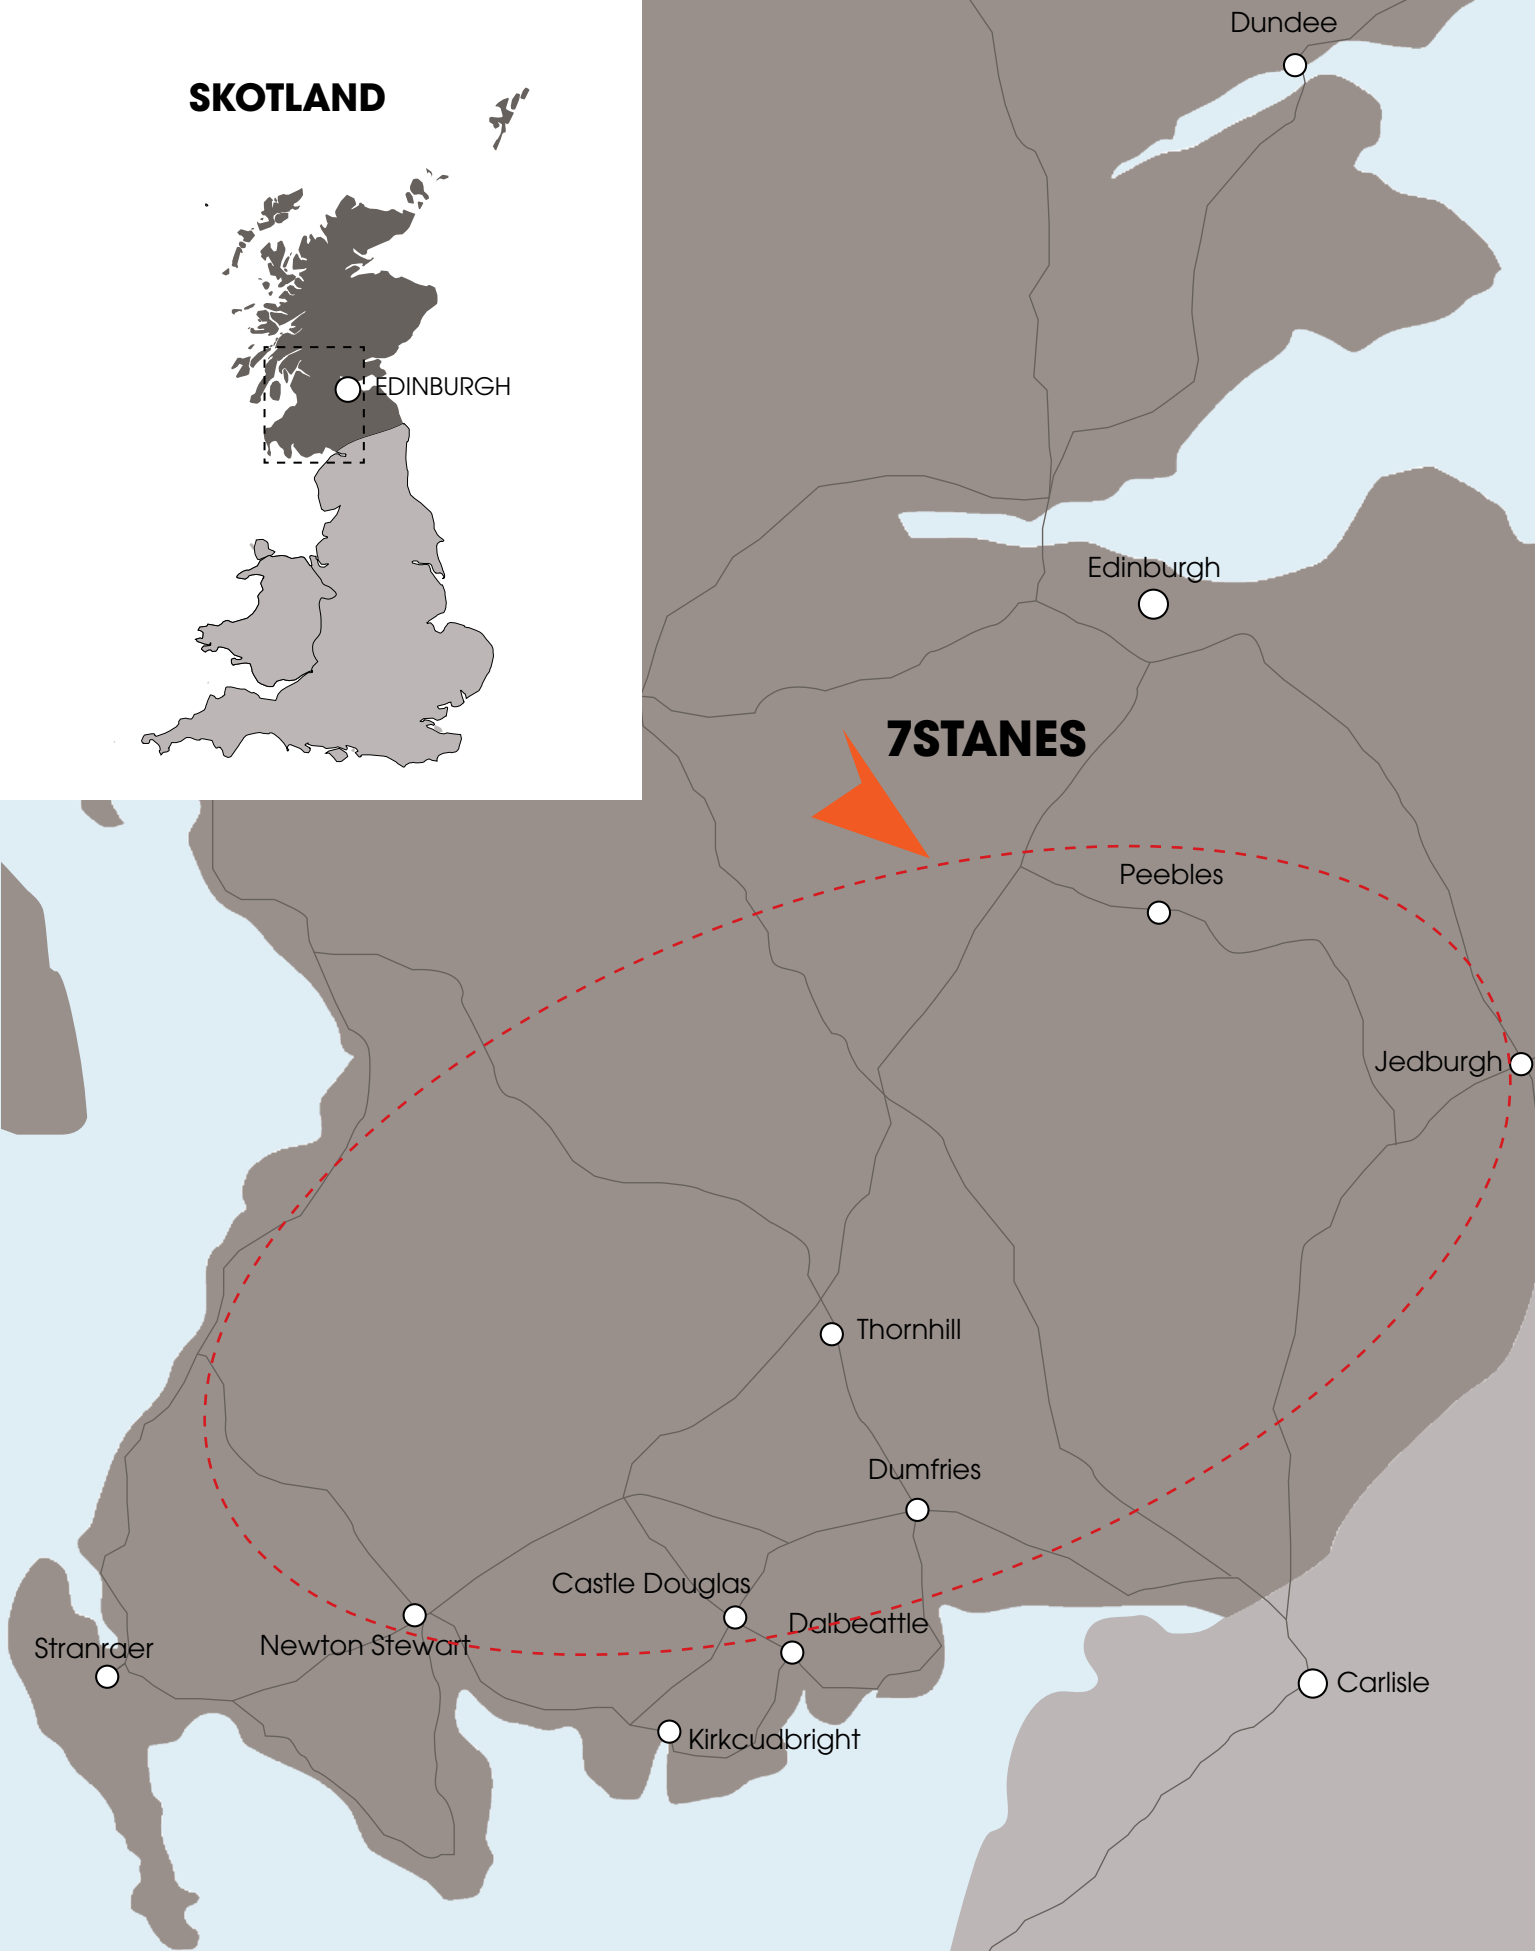 SKOTLAND
EDINBURGH
Dundee
Edinburgh
7STANES
Peebles
Jedburgh
Thornhill
Dumfries
Castle Douglas
Dalbeattle
Newton Stewart
Stranraer
Carlisle
Kirkcudbright